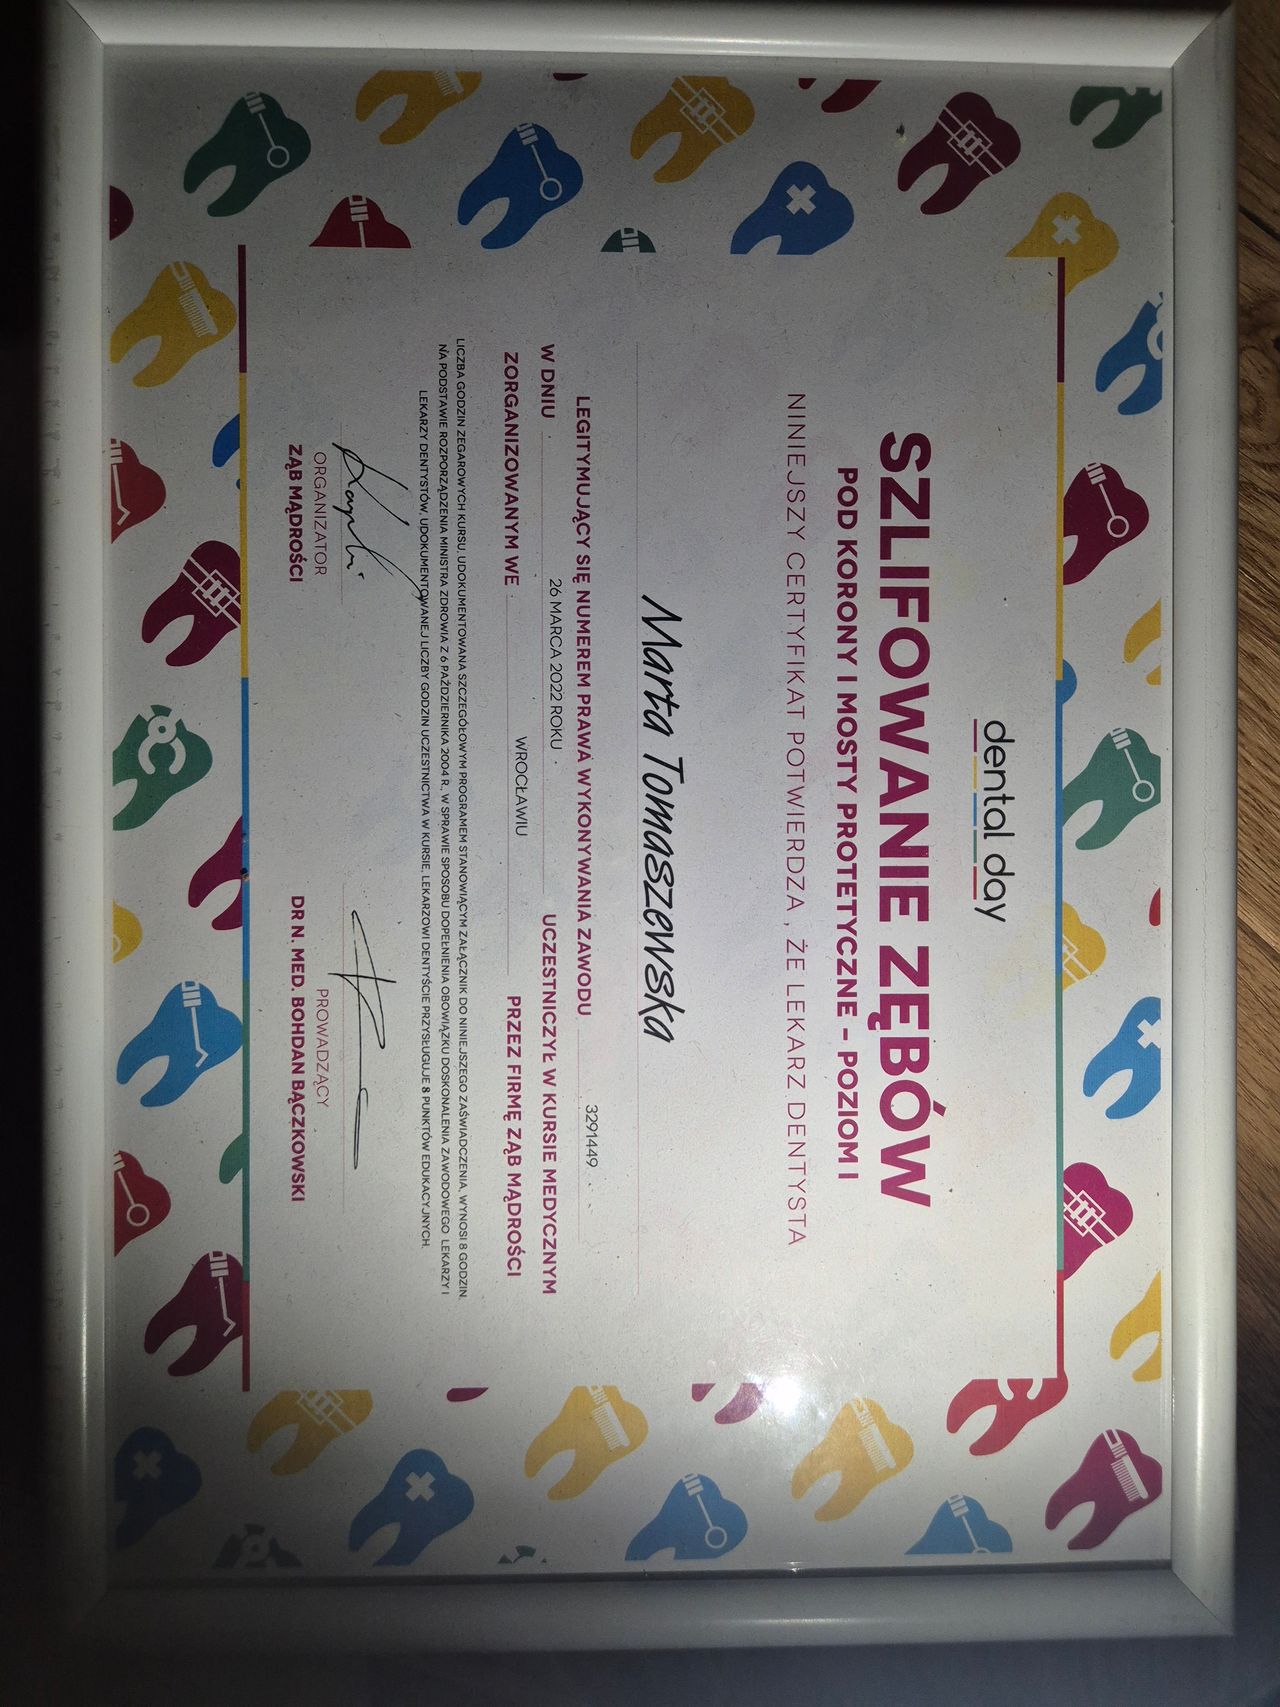 dental day
SZLIFOWANIE ZĘBÓW
POD KORONY I MOSTY PROTETYCZNE - POZIOM I
NINIEJSZY CERTYFIKAT POTWIERDZA , ŻE LEKARZ DENTYSTA
Marta Tomaszewska
LEGITYMUJĄCY SIĘ NUMEREM PRAWA WYKONYWANIA ZAWODU 3291449
W DNIU 26 MARCA 2022 ROKU UCZESTNICZYŁ W KURSIE MEDYCZNYM
ZORGANIZOWANYM WE WROCŁAWIU PRZEZ FIRMĘ ZĄB MĄDROŚCI
LICZBA GODZIN ZEGAROWYCH KURSU, UDOKUMENTOWANA SZCZEGÓŁOWYM PROGRAMEM STANOWIĄCYM ZAŁĄCZNIK DO NINIEJSZEGO ZAŚWIADCZENIA, WYNOSI 8 GODZIN.
NA PODSTAWIE ROZPORZĄDZENIA MINISTRA ZDROWIA Z 6 PAŹDZIERNIKA 2004 R., W SPRAWIE SPOSOBU DOPEŁNIENIA OBOWIĄZKU DOSKONALENIA ZAWODOWEGO LEKARZY I
LEKARZY DENTYSTÓW, UDOKUMENTOWANEJ LICZBY GODZIN UCZESTNICTWA W KURSIE, LEKARZOWI DENTYŚCIE PRZYSŁUGUJE 8 PUNKTÓW EDUKACYJNYCH.
ORGANIZATOR
ZĄB MĄDROŚCI
PROWADZĄCY
DR N. MED. BOHDAN BĄCZKOWSKI